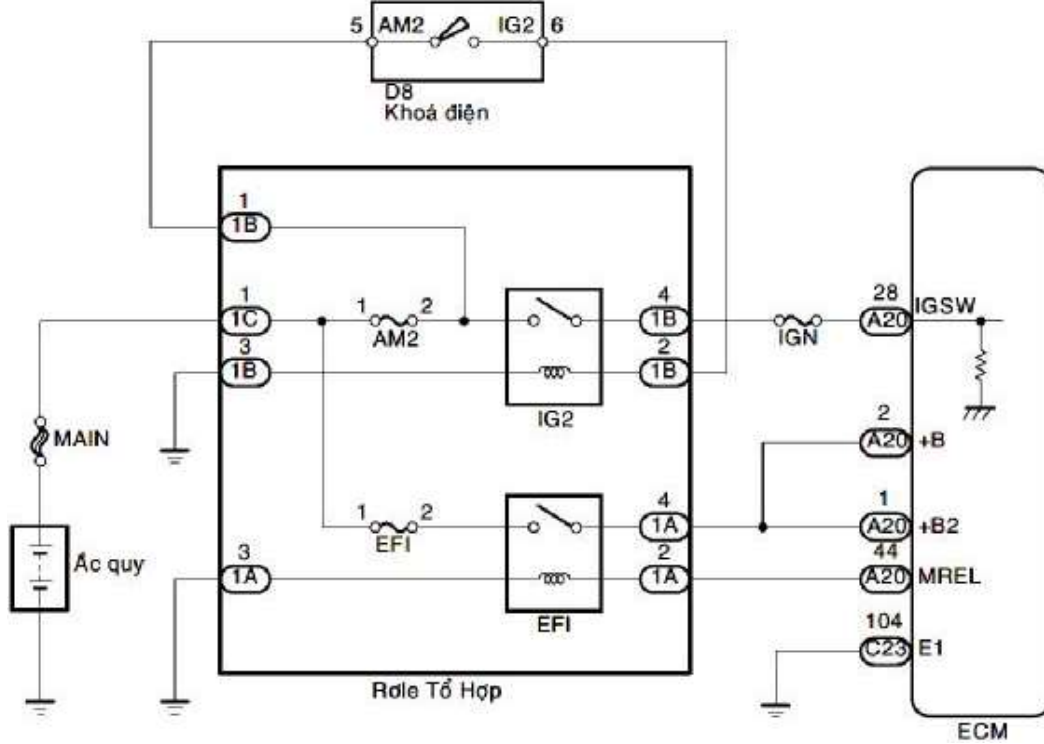 5 AM2 IG2 6
D8
Khoá điện
1
1B
1
1C
1 2
AM2
4
1B
IGN
28
A20
IGSW
3
1B
2
1B
IG2
MAIN
2
A20
+B
1 2
EFI
4
1A
1
A20
+B2
Ắc quy
3
1A
EFI
2
1A
44
A20
MREL
104
C23
E1
Rơle Tổ Hợp
ECM